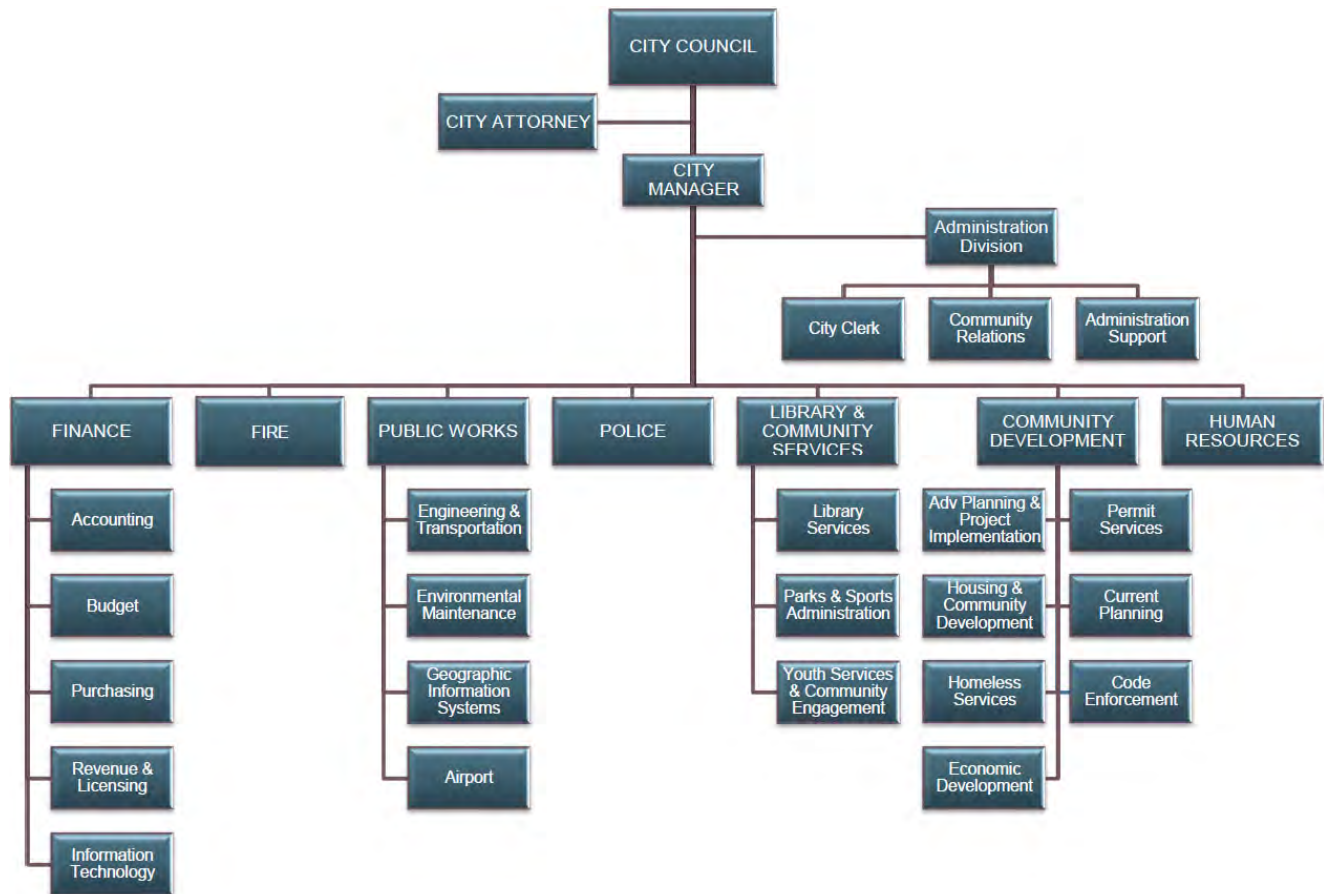 CITY COUNCIL
CITY ATTORNEY
CITY
MANAGER
Administration
Division
City Clerk
Community
Relations
Administration
Support
FINANCE
FIRE
PUBLIC WORKS
POLICE
LIBRARY &
COMMUNITY
SERVICES
COMMUNITY
DEVELOPMENT
HUMAN
RESOURCES
Accounting
Budget
Purchasing
Revenue &
Licensing
Information
Technology
Engineering &
Transportation
Environmental
Maintenance
Geographic
Information
Systems
Airport
Library
Services
Parks & Sports
Administration
Youth Services
& Community
Engagement
Adv Planning &
Project
Implementation
Permit
Services
Housing &
Community
Development
Current
Planning
Homeless
Services
Code
Enforcement
Economic
Development